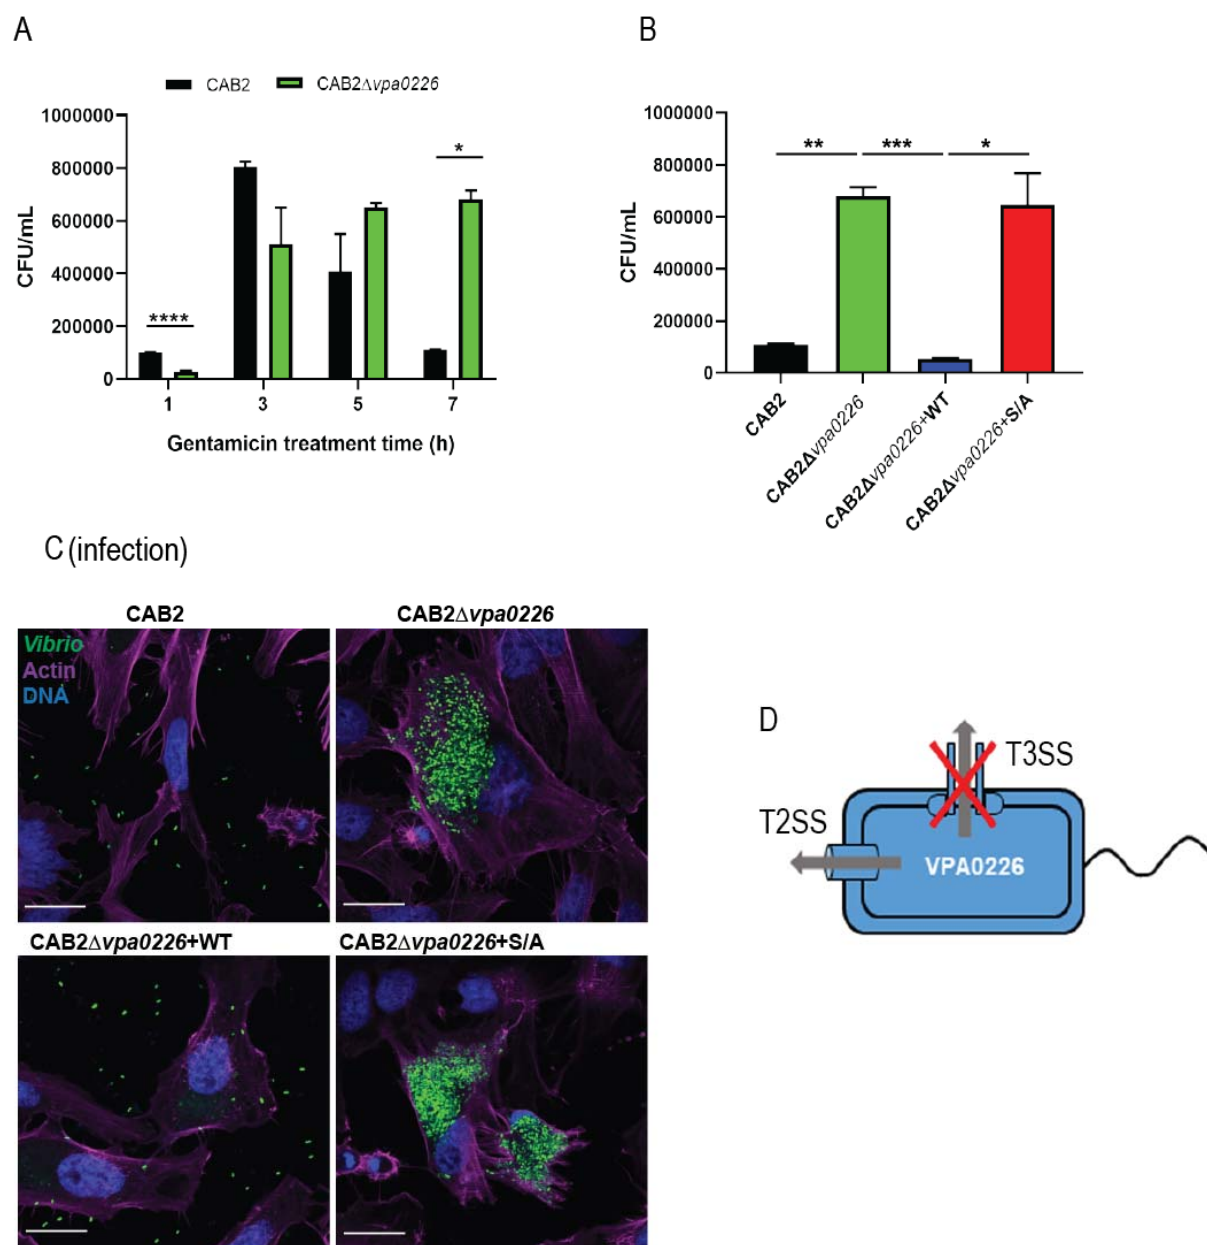 A
CAB2 CAB2Δvpa0226
1000000
800000
600000
400000
200000
0
CFU/mL
****
*
1 3 5 7
Gentamicin treatment time (h)
B
1000000
800000
600000
400000
200000
0
CFU/mL
** *** *
CAB2
CAB2Δvpa0226
CAB2Δvpa0226+WT
CAB2Δvpa0226+S/A
C (infection)
CAB2
CAB2Δvpa0226
Vibrio
Actin
DNA
CAB2Δvpa0226+WT
CAB2Δvpa0226+S/A
D
T3SS
T2SS
VPA0226